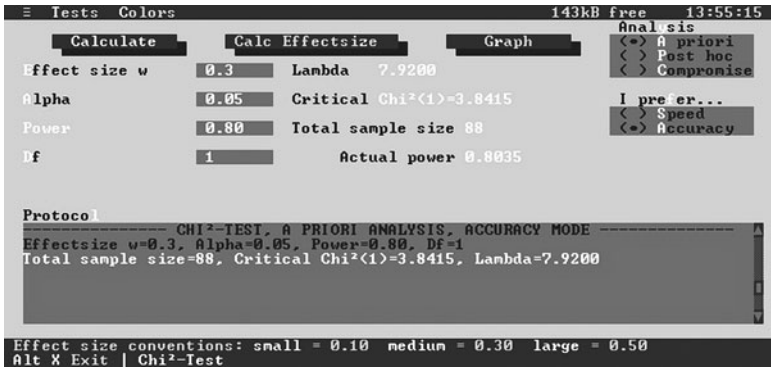 ≡ Tests Colors 143kB free 13:55:15
Analysis
Calculate Calc Effectsize Graph
(•) A priori
( ) Post hoc
( ) Compromise
Effect size w 0.3 Lambda 7.9200
Alpha 0.05 Critical Chi²(1)=3.8415
I prefer...
( ) Speed
(•) Accuracy
Power 0.80 Total sample size 88
Df 1 Actual power 0.8035
Protocol
--------------- CHI²-TEST, A PRIORI ANALYSIS, ACCURACY MODE ---------------
Effectsize w=0.3, Alpha=0.05, Power=0.80, Df=1
Total sample size=88, Critical Chi²(1)=3.8415, Lambda=7.9200
Effect size conventions: small = 0.10 medium = 0.30 large = 0.50
Alt X Exit | Chi²-Test